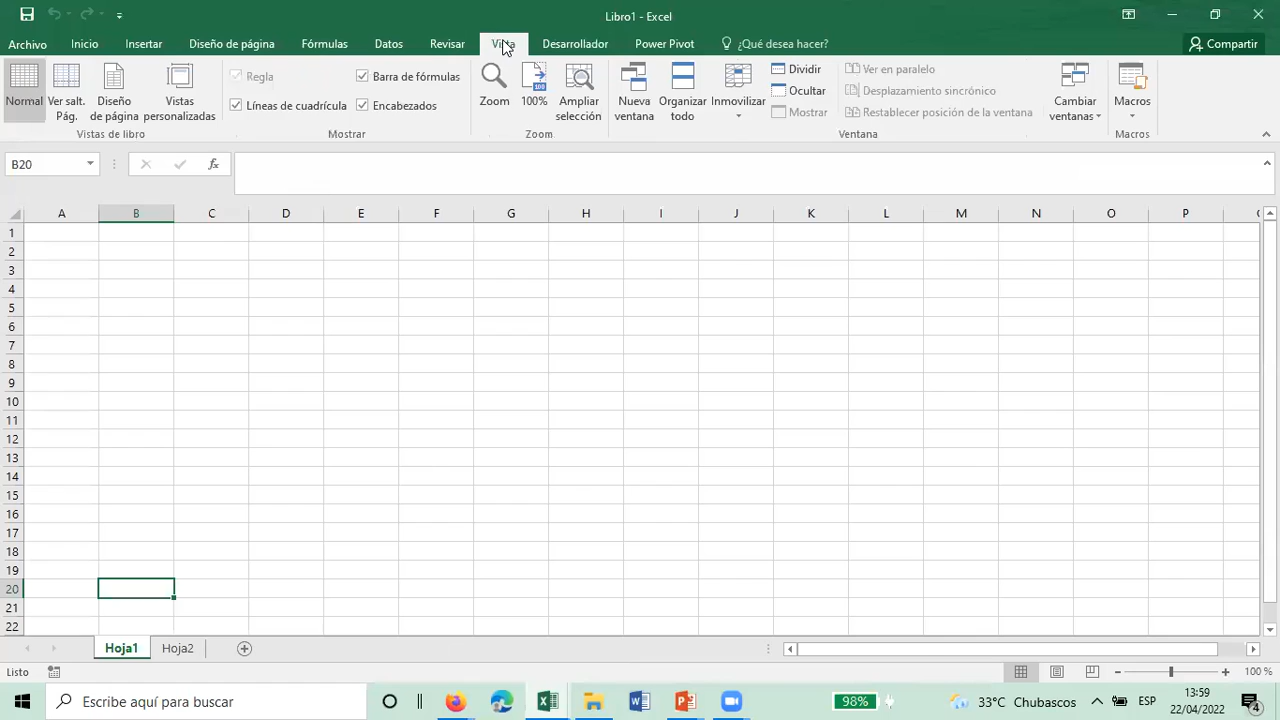 Libro1 - Excel
Archivo Inicio Insertar Diseño de página Fórmulas Datos Revisar Vista Desarrollador Power Pivot ¿Qué desea hacer? Compartir
Normal
Ver salt.
Pág.
Diseño
de página
Vistas
personalizadas
Vistas de libro
Regla
Barra de fórmulas
Líneas de cuadrícula
Encabezados
Mostrar
Zoom
100%
Ampliar
selección
Zoom
Nueva
ventana
Organizar
todo
Inmovilizar
Dividir
Ocultar
Mostrar
Ver en paralelo
Desplazamiento sincrónico
Restablecer posición de la ventana
Ventana
Cambiar
ventanas
Macros
Macros
B20
fx
A B C D E F G H I J K L M N O P
1
2
3
4
5
6
7
8
9
10
11
12
13
14
15
16
17
18
19
20
21
22
Hoja1 Hoja2
Listo
100 %
Escribe aquí para buscar
98%
33°C Chubascos
ESP
13:59
22/04/2022
4